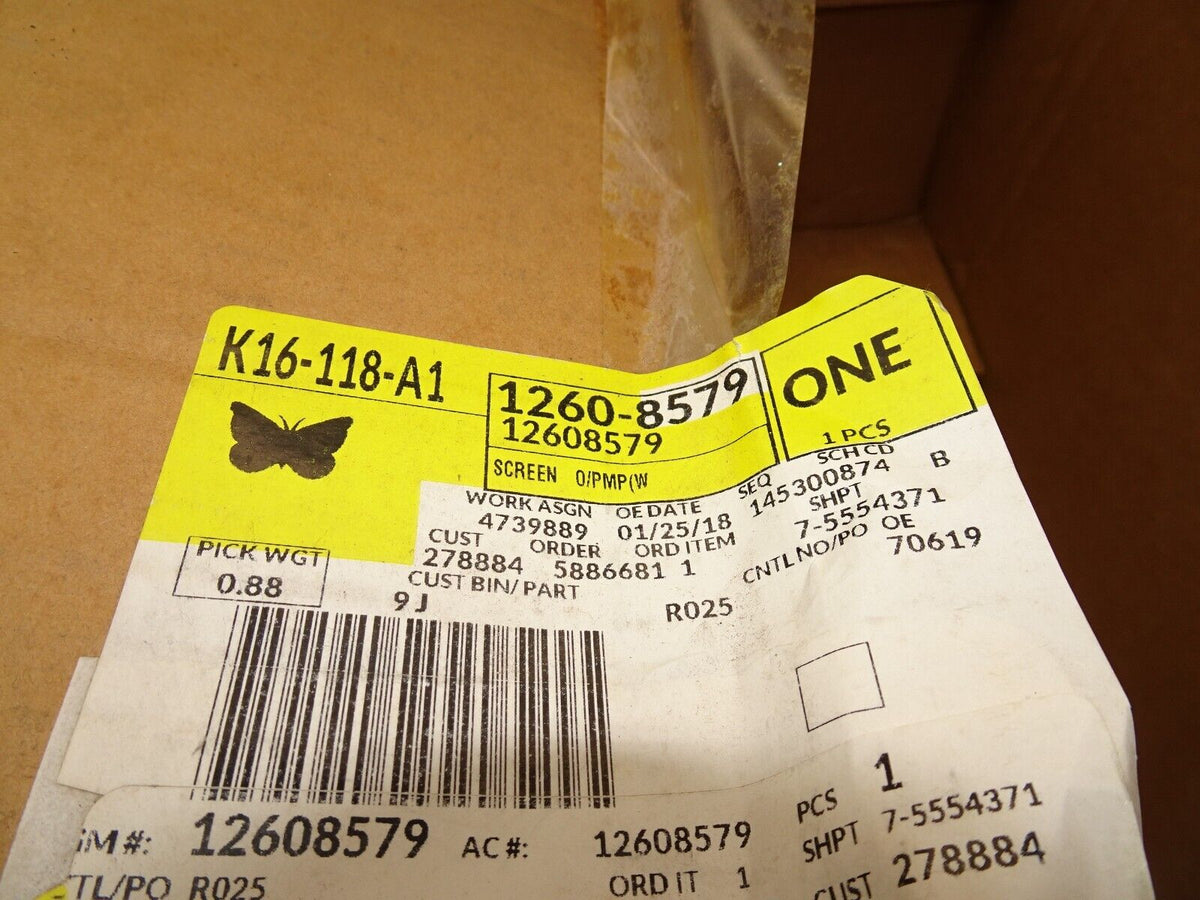 K16-118-A1
1260-8579
12608579
SCREEN O/PMP(W
ONE
1 PCS
WORK ASGN OE DATE SEQ SCH CD
4739889 01/25/18 145300874 B
CUST ORDER ORD ITEM SHPT
278884 5886681 1 7-5554371
CUST BIN/PART CNTL NO/PO OE
9J R025 70619
PICK WGT
0.88
PCS 1
GM #: 12608579 AC #: 12608579 SHPT 7-5554371
TL/PO R025 ORD IT 1 CUST 278884